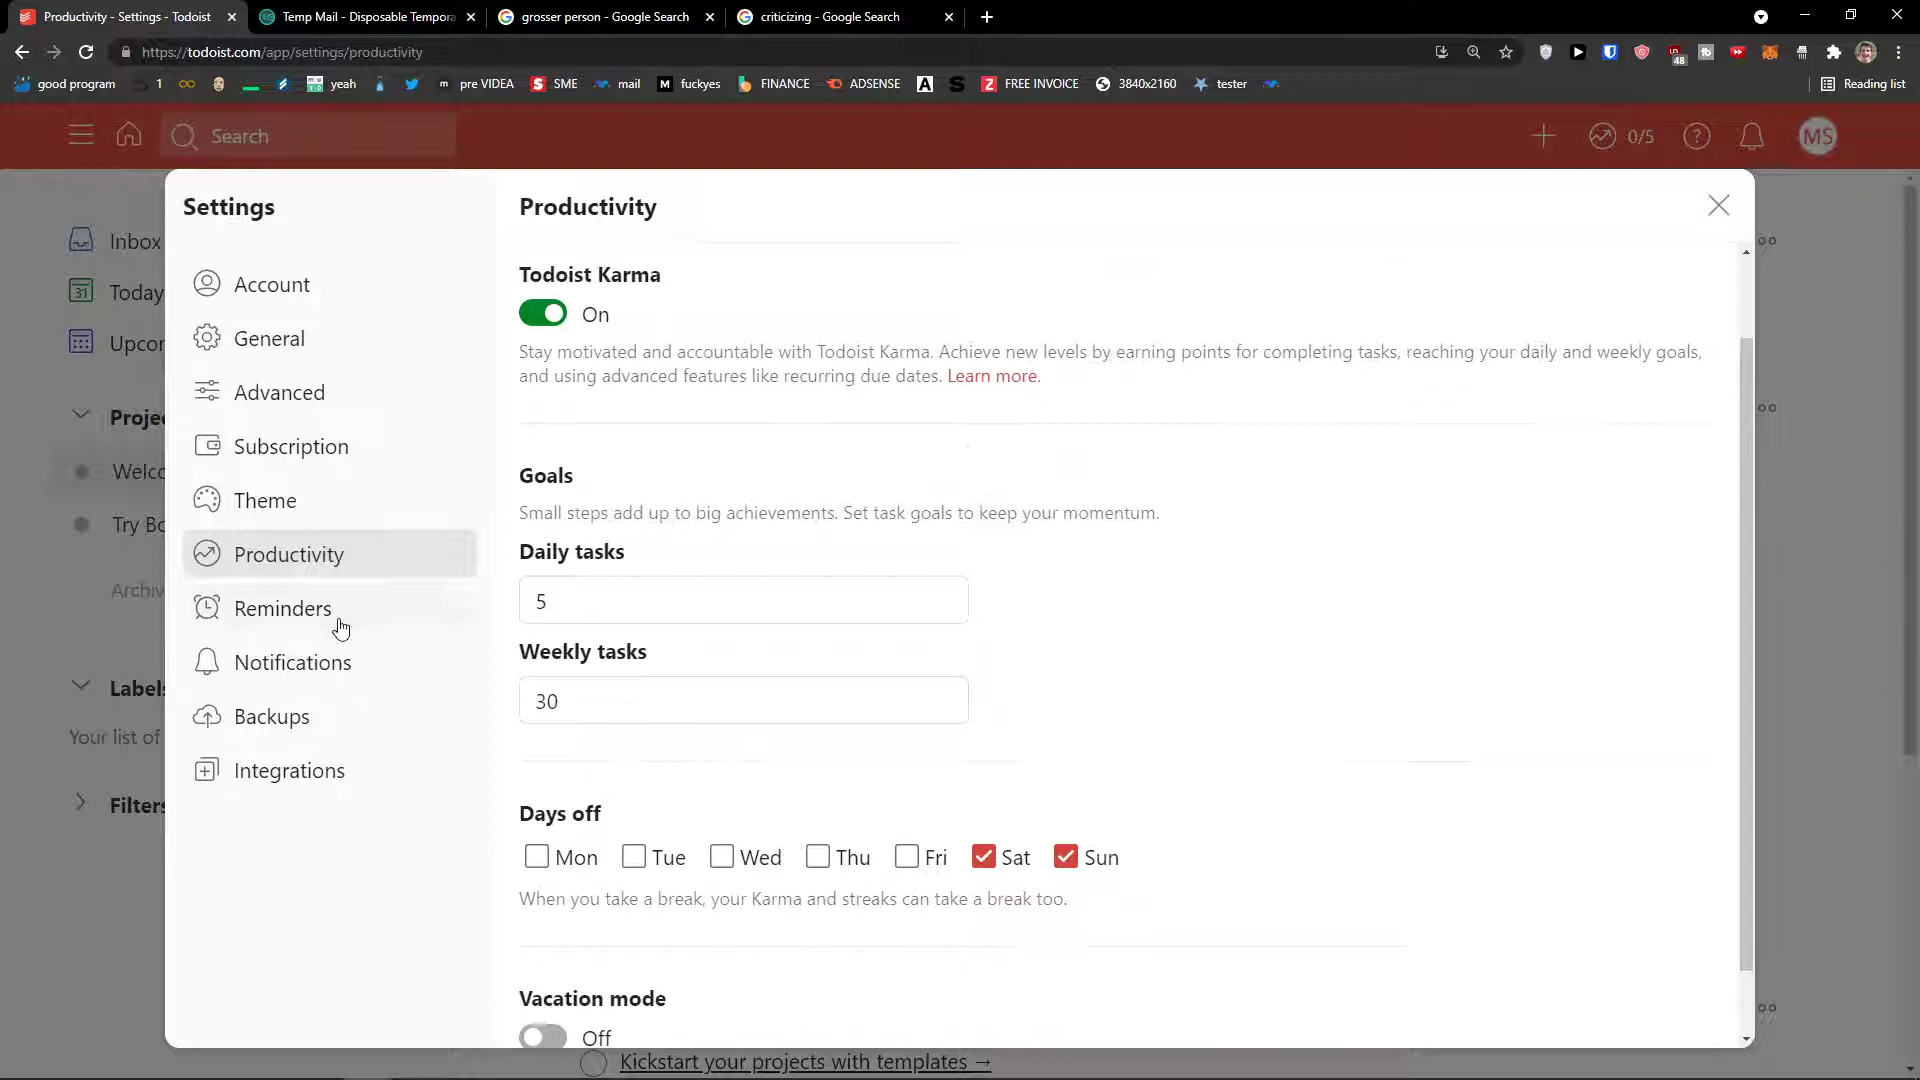 Productivity - Settings - Todoist
Temp Mail - Disposable Tempora
grosser person - Google Search
criticizing - Google Search
https://todoist.com/app/settings/productivity
48
good program
1
yeah
pre VIDEA
SME
mail
fuckyes
FINANCE
ADSENSE
FREE INVOICE
3840x2160
tester
Reading list
Search
0/5
MS
Inbox
Today
Upcor
Projec
Welco
Try Bo
Archiv
Labels
Your list of
Filters
Settings
Account
General
Advanced
Subscription
Theme
Productivity
Reminders
Notifications
Backups
Integrations
Productivity
Todoist Karma
On
Stay motivated and accountable with Todoist Karma. Achieve new levels by earning points for completing tasks, reaching your daily and weekly goals,
and using advanced features like recurring due dates. Learn more.
Goals
Small steps add up to big achievements. Set task goals to keep your momentum.
Daily tasks
5
Weekly tasks
30
Days off
Mon Tue Wed Thu Fri Sat Sun
When you take a break, your Karma and streaks can take a break too.
Vacation mode
Off
Kickstart your projects with templates →